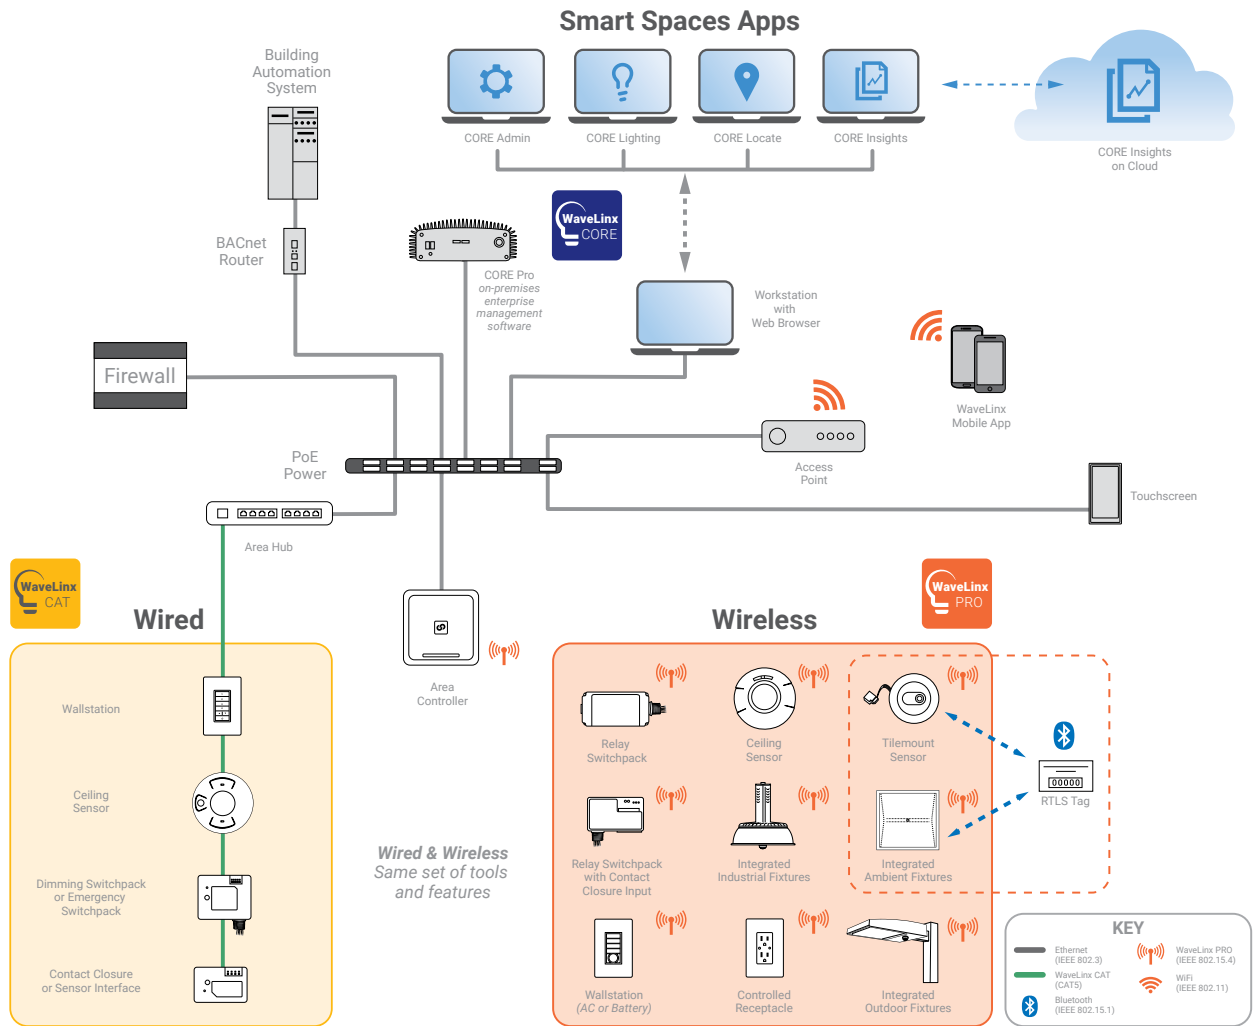 Smart Spaces Apps
Building
Automation
System
CORE Admin
CORE Lighting
CORE Locate
CORE Insights
CORE Insights
on Cloud
WaveLinx
CORE
BACnet
Router
CORE Pro
on-premises
enterprise
management
software
Workstation
with
Web Browser
Firewall
WaveLinx
Mobile App
PoE
Power
Access
Point
Touchscreen
Area Hub
WaveLinx
CAT
Wired
Area
Controller
Wireless
WaveLinx
PRO
Wallstation
Ceiling
Sensor
Dimming Switchpack
or Emergency
Switchpack
Contact Closure
or Sensor Interface
Wired & Wireless
Same set of tools
and features
Relay
Switchpack
Ceiling
Sensor
Tilemount
Sensor
00000
RTLS Tag
Relay Switchpack
with Contact
Closure Input
Integrated
Industrial Fixtures
Integrated
Ambient Fixtures
Wallstation
(AC or Battery)
Controlled
Receptacle
Integrated
Outdoor Fixtures
KEY
Ethernet
(IEEE 802.3)
WaveLinx CAT
(CAT5)
Bluetooth
(IEEE 802.15.1)
WaveLinx PRO
(IEEE 802.15.4)
WiFi
(IEEE 802.11)